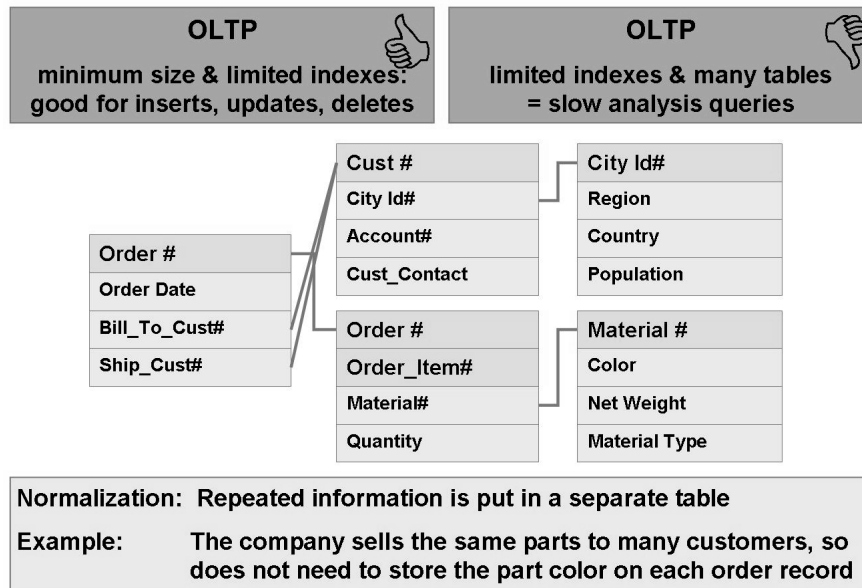 OLTP
minimum size & limited indexes:
good for inserts, updates, deletes
OLTP
limited indexes & many tables
= slow analysis queries
Order #
Order Date
Bill_To_Cust#
Ship_Cust#
Cust #
City Id#
Account#
Cust_Contact
City Id#
Region
Country
Population
Order #
Order_Item#
Material#
Quantity
Material #
Color
Net Weight
Material Type
Normalization: Repeated information is put in a separate table
Example: The company sells the same parts to many customers, so
does not need to store the part color on each order record